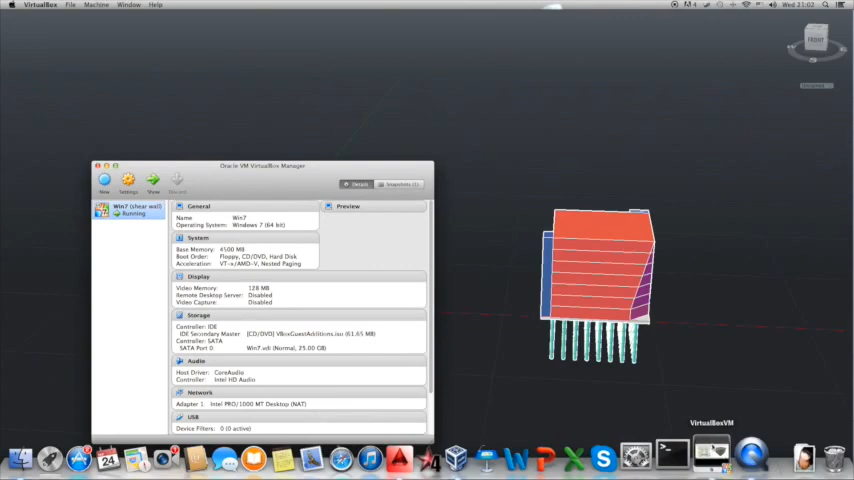 VirtualBox File Machine Window Help
4 Wed 21:02
FRONT
Oracle VM VirtualBox Manager
New Settings Show Discard
Details Snapshots (1)
Win7 (shear wall)
Running
General
Name Win7
Operating System: Windows 7 (64 bit)
Preview
System
Base Memory: 4500 MB
Boot Order: Floppy, CD/DVD, Hard Disk
Acceleration: VT-x/AMD-V, Nested Paging
Display
Video Memory: 128 MB
Remote Desktop Server: Disabled
Video Capture: Disabled
Storage
Controller: IDE
IDE Secondary Master: [CD/DVD] VBoxGuestAdditions.iso (61.65 MB)
Controller: SATA
SATA Port 0: Win7.vdi (Normal, 25.00 GB)
Audio
Host Driver: CoreAudio
Controller: Intel HD Audio
Network
Adapter 1: Intel PRO/1000 MT Desktop (NAT)
USB
Device Filters: 0 (0 active)
VirtualBoxVM
24